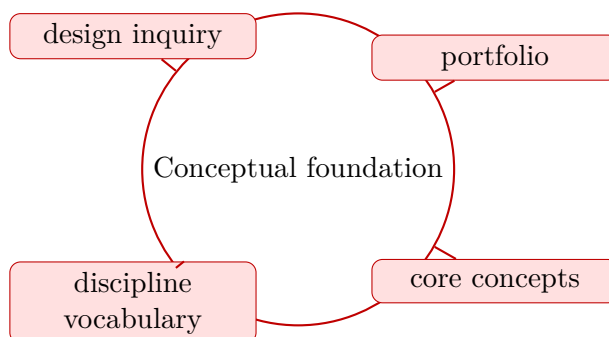 design inquiry
portfolio
Conceptual foundation
discipline
vocabulary
core concepts